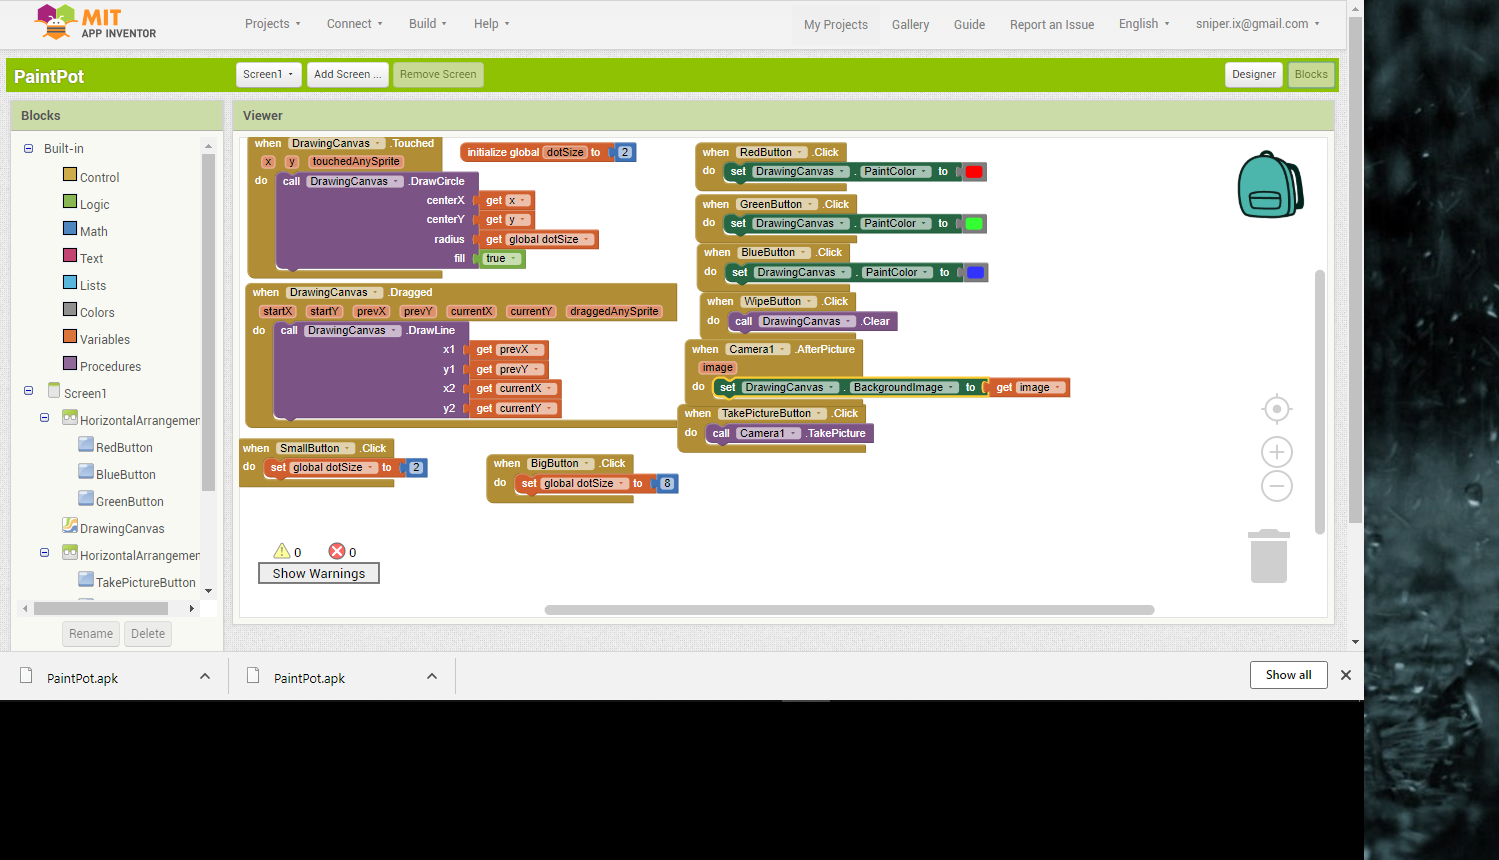 MIT
APP INVENTOR
Projects
Connect
Build
Help
My Projects
Gallery
Guide
Report an Issue
English
sniper.ix@gmail.com
PaintPot
Screen1
Add Screen ...
Remove Screen
Designer
Blocks
Blocks
Built-in
Control
Logic
Math
Text
Lists
Colors
Variables
Procedures
Screen1
HorizontalArrangemen
RedButton
BlueButton
GreenButton
DrawingCanvas
HorizontalArrangemen
TakePictureButton
Rename
Delete
Viewer
when DrawingCanvas .Touched
x y touchedAnySprite
do call DrawingCanvas .DrawCircle
centerX get x
centerY get y
radius get global dotSize
fill true
initialize global dotSize to 2
when DrawingCanvas .Dragged
startX startY prevX prevY currentX currentY draggedAnySprite
do call DrawingCanvas .DrawLine
x1 get prevX
y1 get prevY
x2 get currentX
y2 get currentY
when SmallButton .Click
do set global dotSize to 2
when BigButton .Click
do set global dotSize to 8
when RedButton .Click
do set DrawingCanvas . PaintColor to
when GreenButton .Click
do set DrawingCanvas . PaintColor to
when BlueButton .Click
do set DrawingCanvas . PaintColor to
when WipeButton .Click
do call DrawingCanvas .Clear
when Camera1 .AfterPicture
image
do set DrawingCanvas . BackgroundImage to get image
when TakePictureButton .Click
do call Camera1 .TakePicture
0 0
Show Warnings
PaintPot.apk
PaintPot.apk
Show all